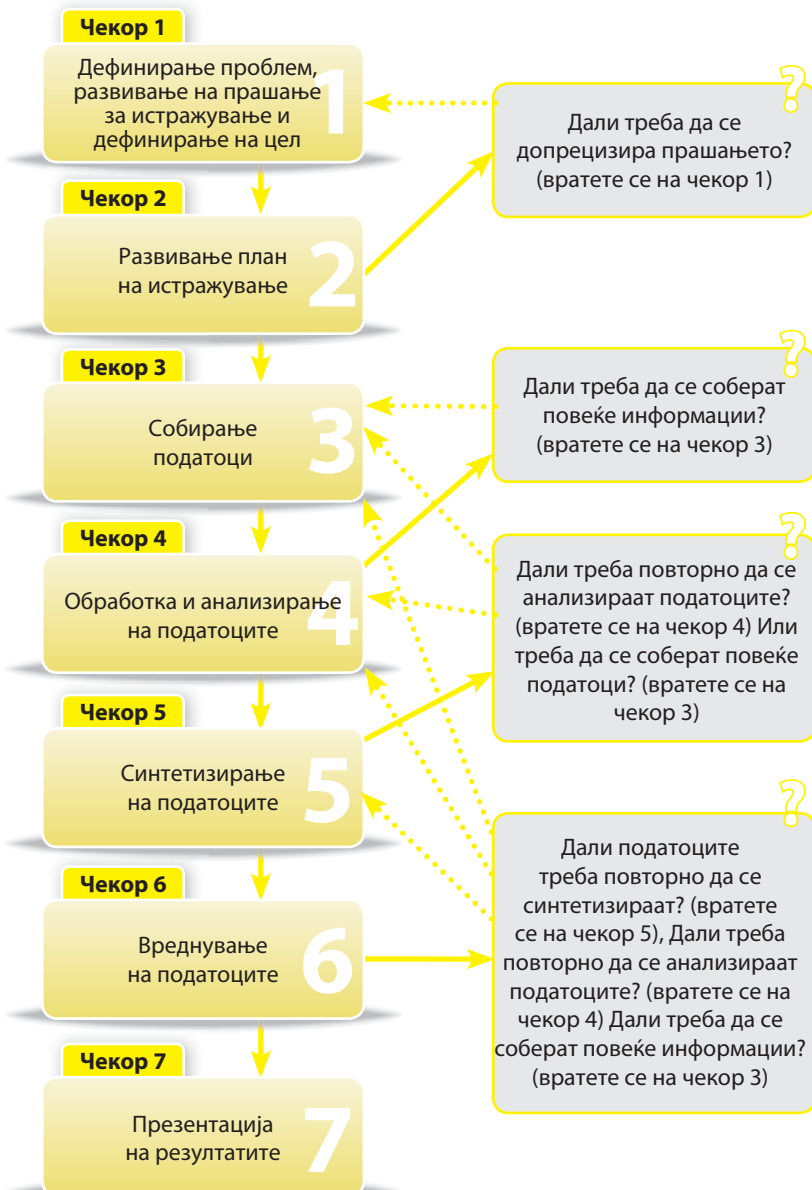 Чекор 1
Дефинирање проблем,
развивање на прашање
за истражување и
дефинирање на цел
1
?
Дали треба да се
допрецизира прашањето?
(вратете се на чекор 1)
Чекор 2
Развивање план
на истражување
2
Чекор 3
Собирање
податоци
3
?
Дали треба да се соберат
повеќе информации?
(вратете се на чекор 3)
Чекор 4
Обработка и анализирање
на податоците
4
?
Дали треба повторно да се
анализираат податоците?
(вратете се на чекор 4) Или
треба да се соберат повеќе
податоци? (вратете се на
чекор 3)
Чекор 5
Синтетизирање
на податоците
5
?
Дали податоците
треба повторно да се
синтетизираат? (вратете
се на чекор 5), Дали треба
повторно да се анализираат
податоците? (вратете се на
чекор 4) Дали треба да се
соберат повеќе информации?
(вратете се на чекор 3)
Чекор 6
Вреднување
на податоците
6
Чекор 7
Презентација
на резултатите
7